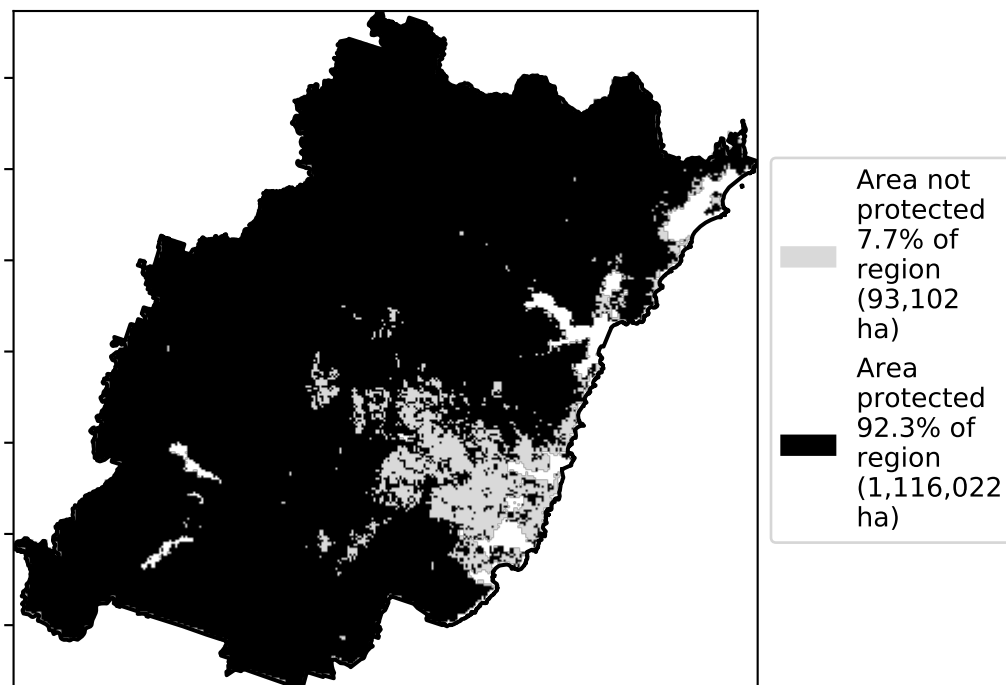 Area not
protected
7.7% of
region
(93,102
ha)
Area
protected
92.3% of
region
(1,116,022
ha)